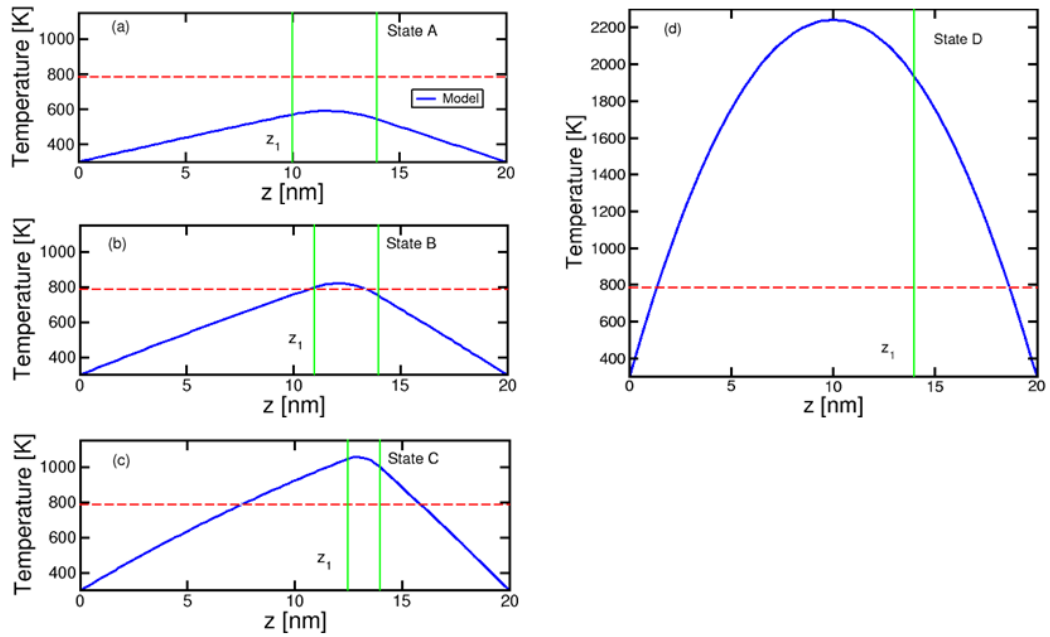 (a)
State A
Model
z1
Temperature [K]
1000
800
600
400
0
5
10
15
20
z [nm]
(b)
State B
z1
Temperature [K]
1000
800
600
400
0
5
10
15
20
z [nm]
(c)
State C
z1
Temperature [K]
1000
800
600
400
0
5
10
15
20
z [nm]
(d)
State D
z1
Temperature [K]
2200
2000
1800
1600
1400
1200
1000
800
600
400
0
5
10
15
20
z [nm]